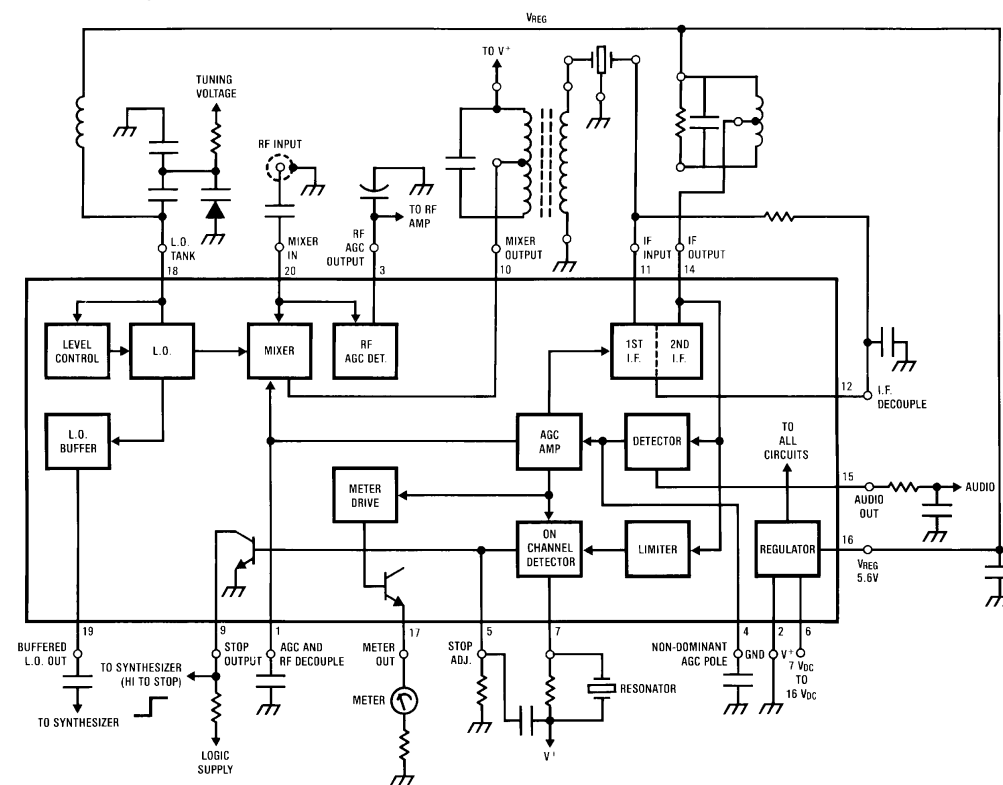 VREG
TO V+
TUNING
VOLTAGE
RF INPUT
TO RF
AMP
L.O.
TANK
18
MIXER
IN
20
RF
AGC
OUTPUT
3
MIXER
OUTPUT
10
IF
INPUT
11
IF
OUTPUT
14
LEVEL
CONTROL
L.O.
MIXER
RF
AGC DET.
1ST
I.F.
2ND
I.F.
12
I.F.
DECOUPLE
L.O.
BUFFER
AGC
AMP
DETECTOR
TO
ALL
CIRCUITS
METER
DRIVE
15
AUDIO
OUT
AUDIO
ON
CHANNEL
DETECTOR
LIMITER
REGULATOR
16
VREG
5.6V
19
BUFFERED
L.O. OUT
9
STOP
OUTPUT
1
AGC AND
RF DECOUPLE
17
METER
OUT
5
STOP
ADJ.
7
4
NON-DOMINANT
AGC POLE
2
GND
6
V+
7 VDC
TO
16 VDC
TO SYNTHESIZER
(HI TO STOP)
METER
RESONATOR
TO SYNTHESIZER
LOGIC
SUPPLY
V+